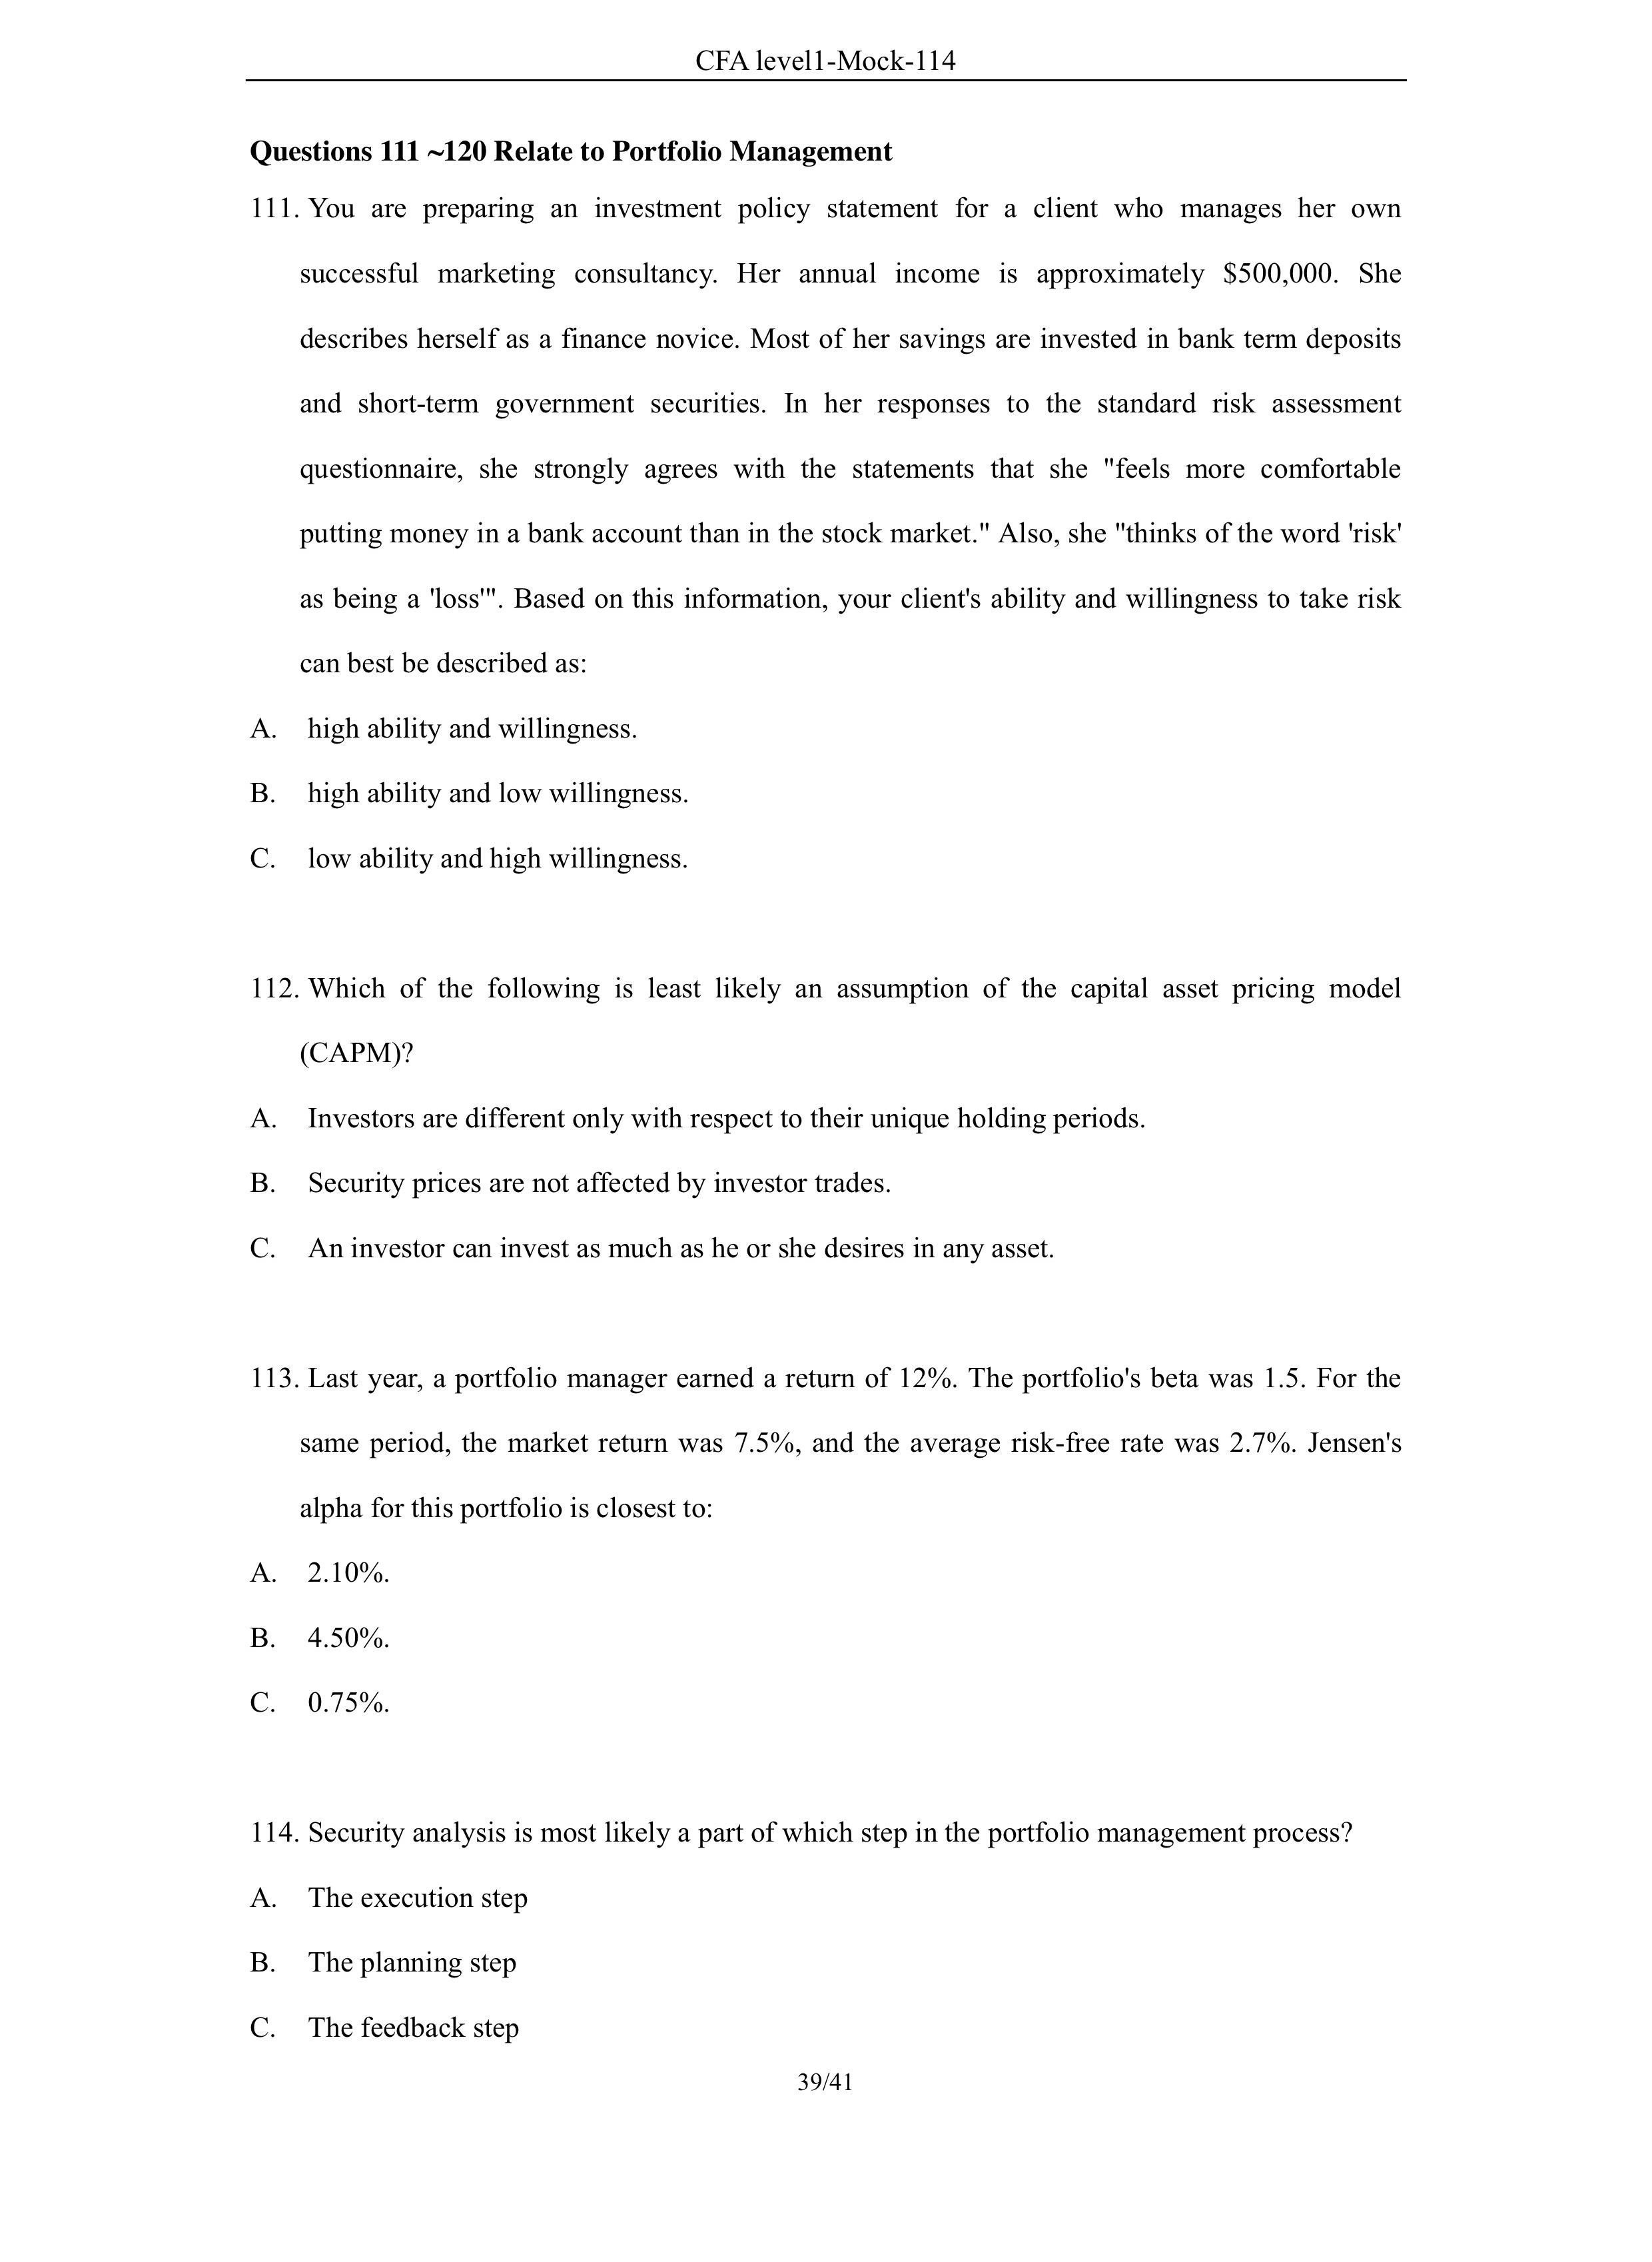 CFA level1-Mock-114
Questions 111 ~120 Relate to Portfolio Management
111. You are preparing an investment policy statement for a client who manages her own
successful marketing consultancy. Her annual income is approximately $500,000. She
describes herself as a finance novice. Most of her savings are invested in bank term deposits
and short-term government securities. In her responses to the standard risk assessment
questionnaire, she strongly agrees with the statements that she "feels more comfortable
putting money in a bank account than in the stock market." Also, she "thinks of the word 'risk'
as being a 'loss'". Based on this information, your client's ability and willingness to take risk
can best be described as:
A. high ability and willingness.
B. high ability and low willingness.
C. low ability and high willingness.
112. Which of the following is least likely an assumption of the capital asset pricing model
(CAPM)?
A. Investors are different only with respect to their unique holding periods.
B. Security prices are not affected by investor trades.
C. An investor can invest as much as he or she desires in any asset.
113. Last year, a portfolio manager earned a return of 12%. The portfolio's beta was 1.5. For the
same period, the market return was 7.5%, and the average risk-free rate was 2.7%. Jensen's
alpha for this portfolio is closest to:
A. 2.10%.
B. 4.50%.
C. 0.75%.
114. Security analysis is most likely a part of which step in the portfolio management process?
A. The execution step
B. The planning step
C. The feedback step
39/41